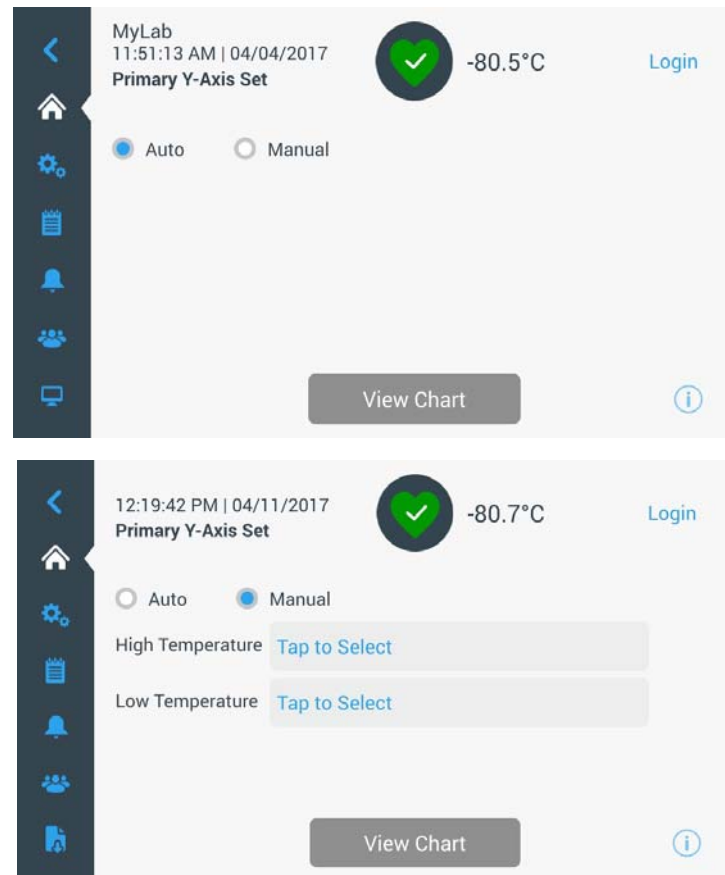 MyLab
11:51:13 AM | 04/04/2017
Primary Y-Axis Set
-80.5°C
Login
Auto
Manual
View Chart
12:19:42 PM | 04/11/2017
Primary Y-Axis Set
-80.7°C
Login
Auto
Manual
High Temperature Tap to Select
Low Temperature Tap to Select
View Chart